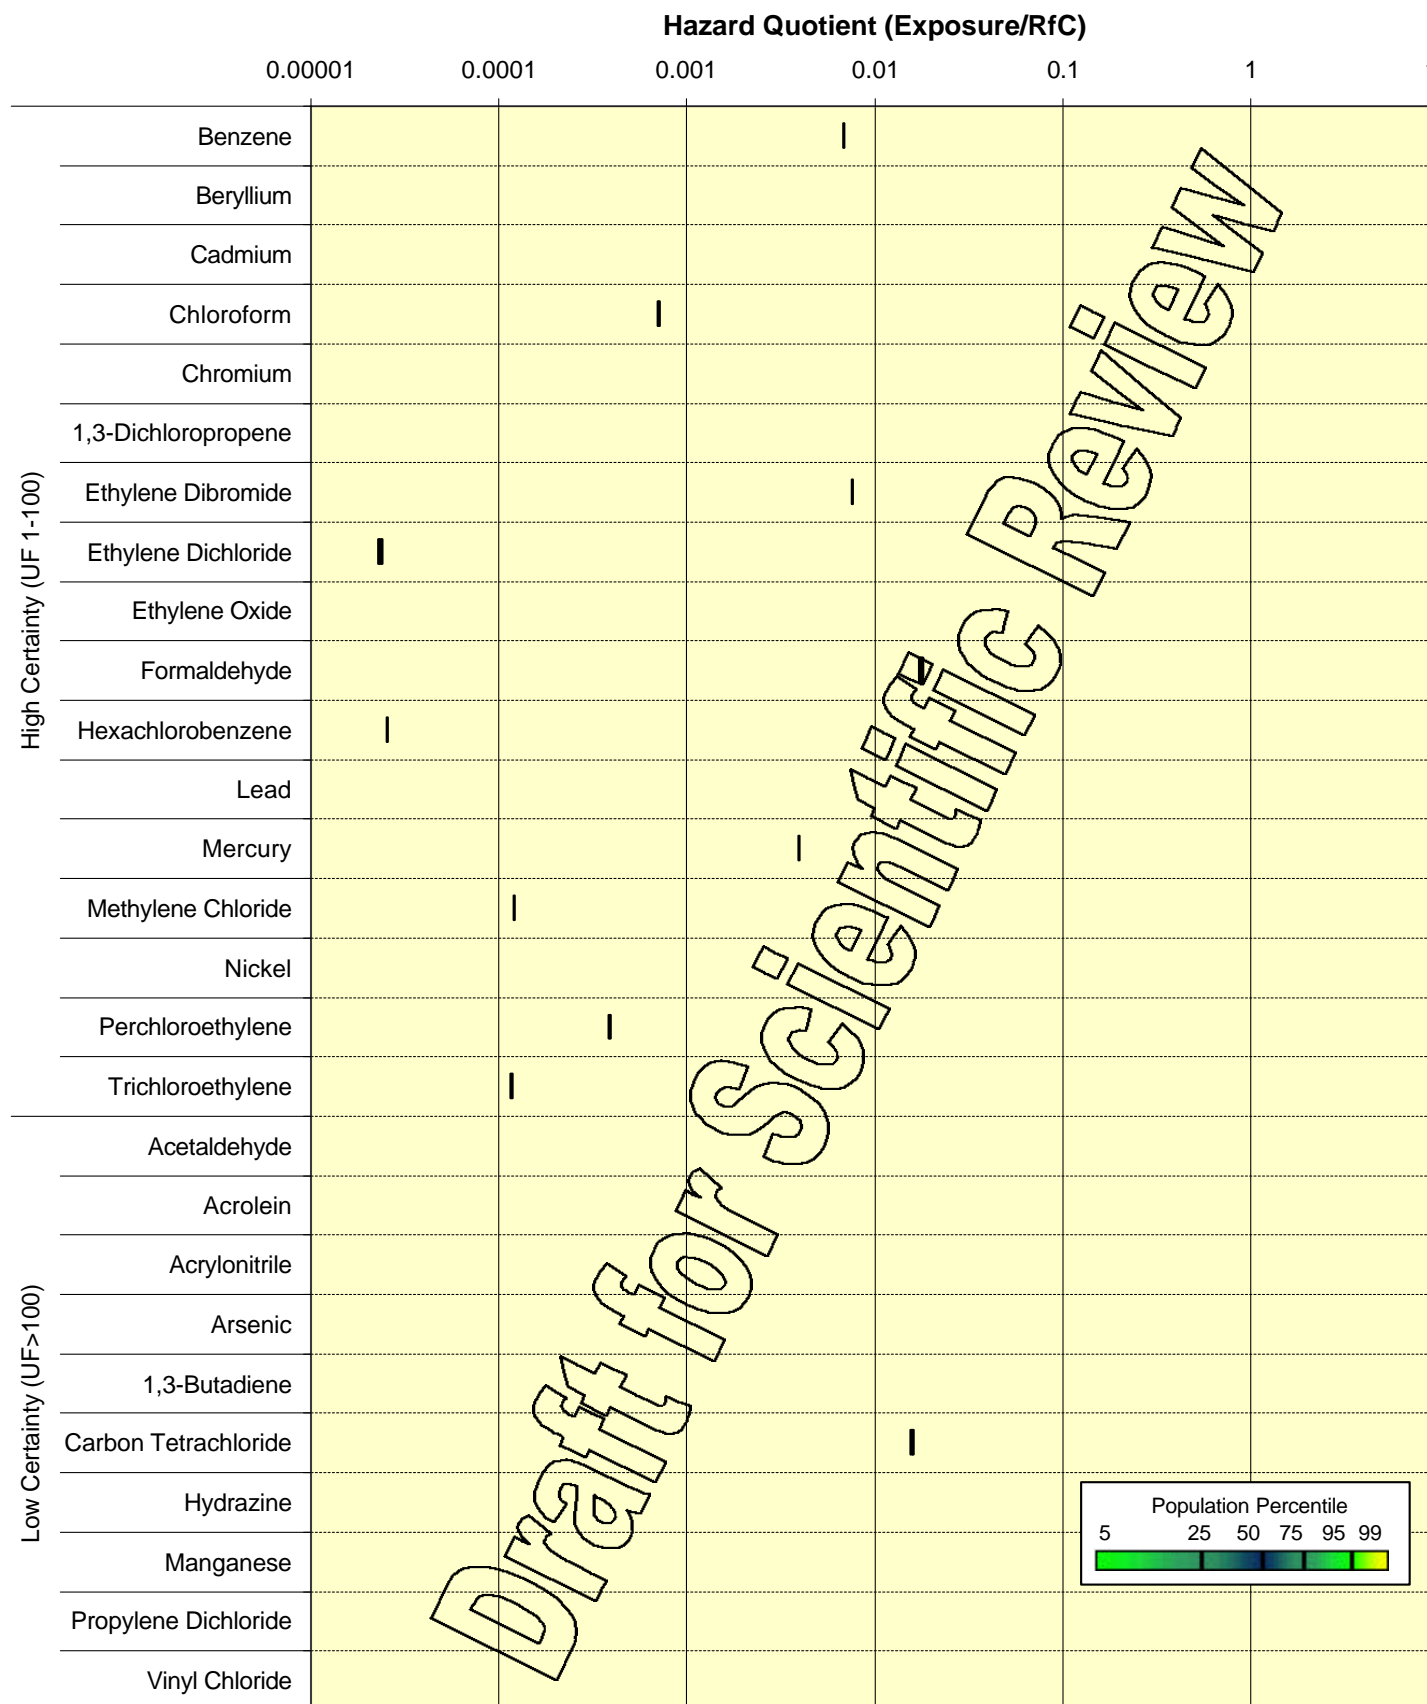 Hazard Quotient (Exposure/RfC)
0.00001 0.0001 0.001 0.01 0.1 1
High Certainty (UF 1-100)
Benzene
Beryllium
Cadmium
Chloroform
Chromium
1,3-Dichloropropene
Ethylene Dibromide
Ethylene Dichloride
Ethylene Oxide
Formaldehyde
Hexachlorobenzene
Lead
Mercury
Methylene Chloride
Nickel
Perchloroethylene
Trichloroethylene
Low Certainty (UF>100)
Acetaldehyde
Acrolein
Acrylonitrile
Arsenic
1,3-Butadiene
Carbon Tetrachloride
Hydrazine
Manganese
Propylene Dichloride
Vinyl Chloride
Draft for Scientific Review
Population Percentile
5 25 50 75 95 99